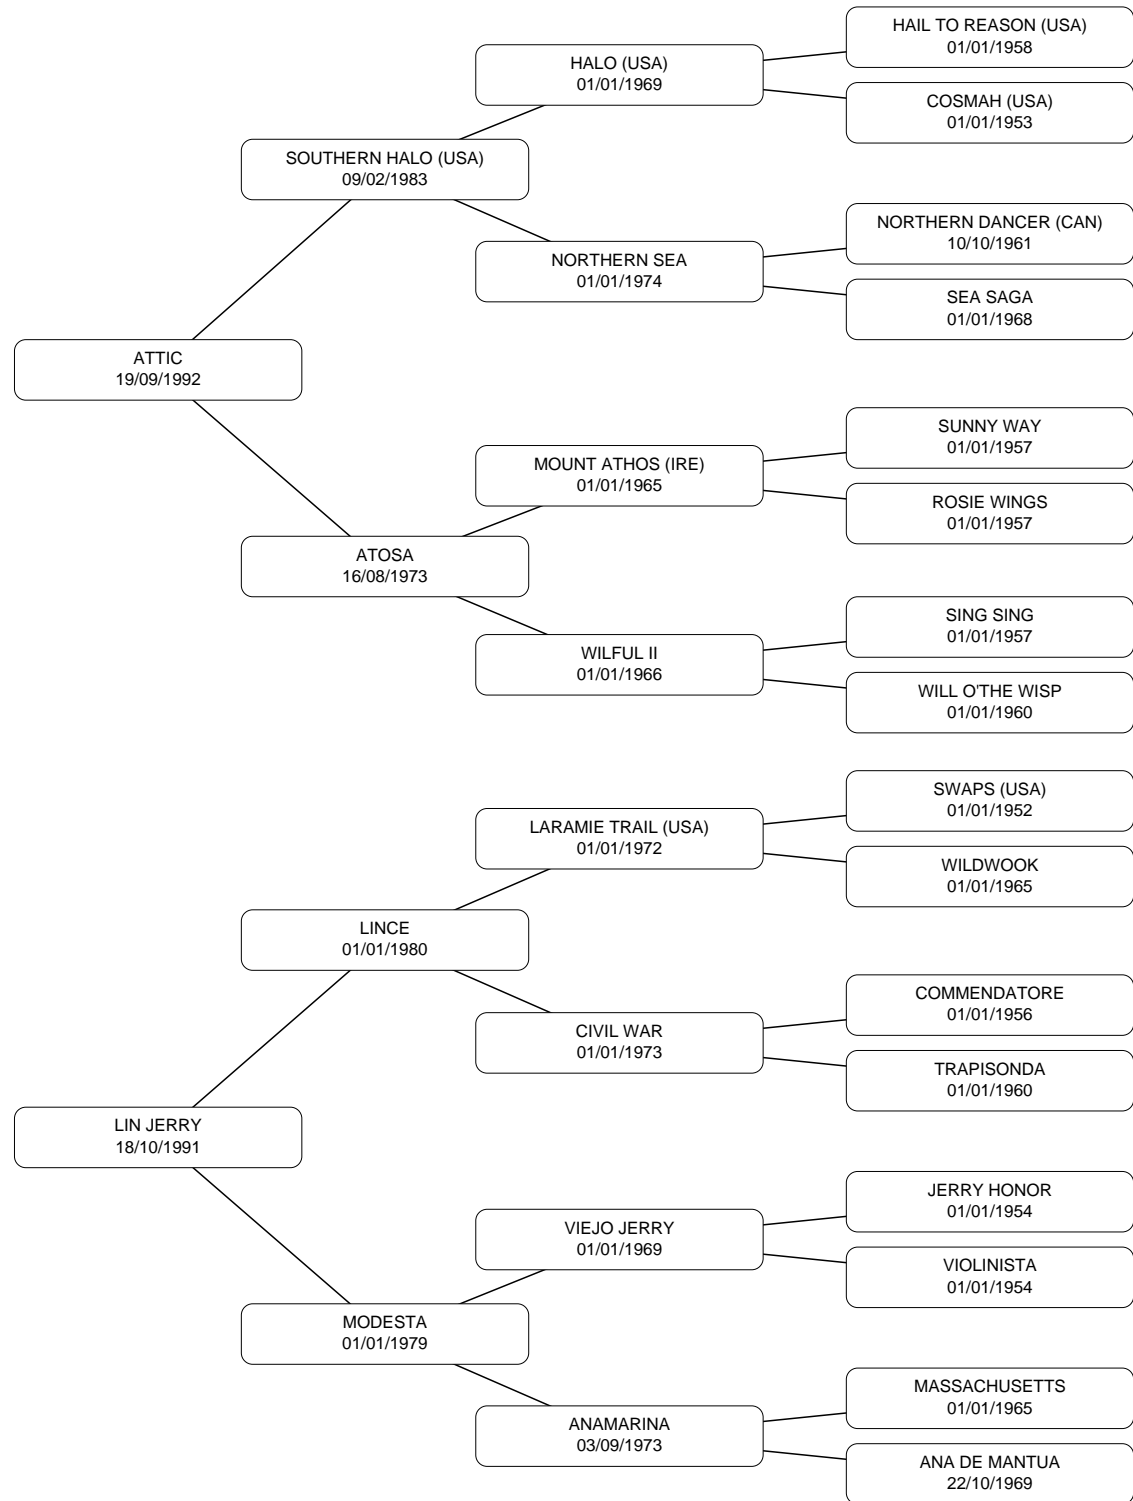 HAIL TO REASON (USA)
01/01/1958
HALO (USA)
01/01/1969
COSMAH (USA)
01/01/1953
SOUTHERN HALO (USA)
09/02/1983
NORTHERN DANCER (CAN)
10/10/1961
NORTHERN SEA
01/01/1974
SEA SAGA
01/01/1968
ATTIC
19/09/1992
SUNNY WAY
01/01/1957
MOUNT ATHOS (IRE)
01/01/1965
ROSIE WINGS
01/01/1957
ATOSA
16/08/1973
SING SING
01/01/1957
WILFUL II
01/01/1966
WILL O'THE WISP
01/01/1960
SWAPS (USA)
01/01/1952
LARAMIE TRAIL (USA)
01/01/1972
WILDWOOK
01/01/1965
LINCE
01/01/1980
COMMENDATORE
01/01/1956
CIVIL WAR
01/01/1973
TRAPISONDA
01/01/1960
LIN JERRY
18/10/1991
JERRY HONOR
01/01/1954
VIEJO JERRY
01/01/1969
VIOLINISTA
01/01/1954
MODESTA
01/01/1979
MASSACHUSETTS
01/01/1965
ANAMARINA
03/09/1973
ANA DE MANTUA
22/10/1969